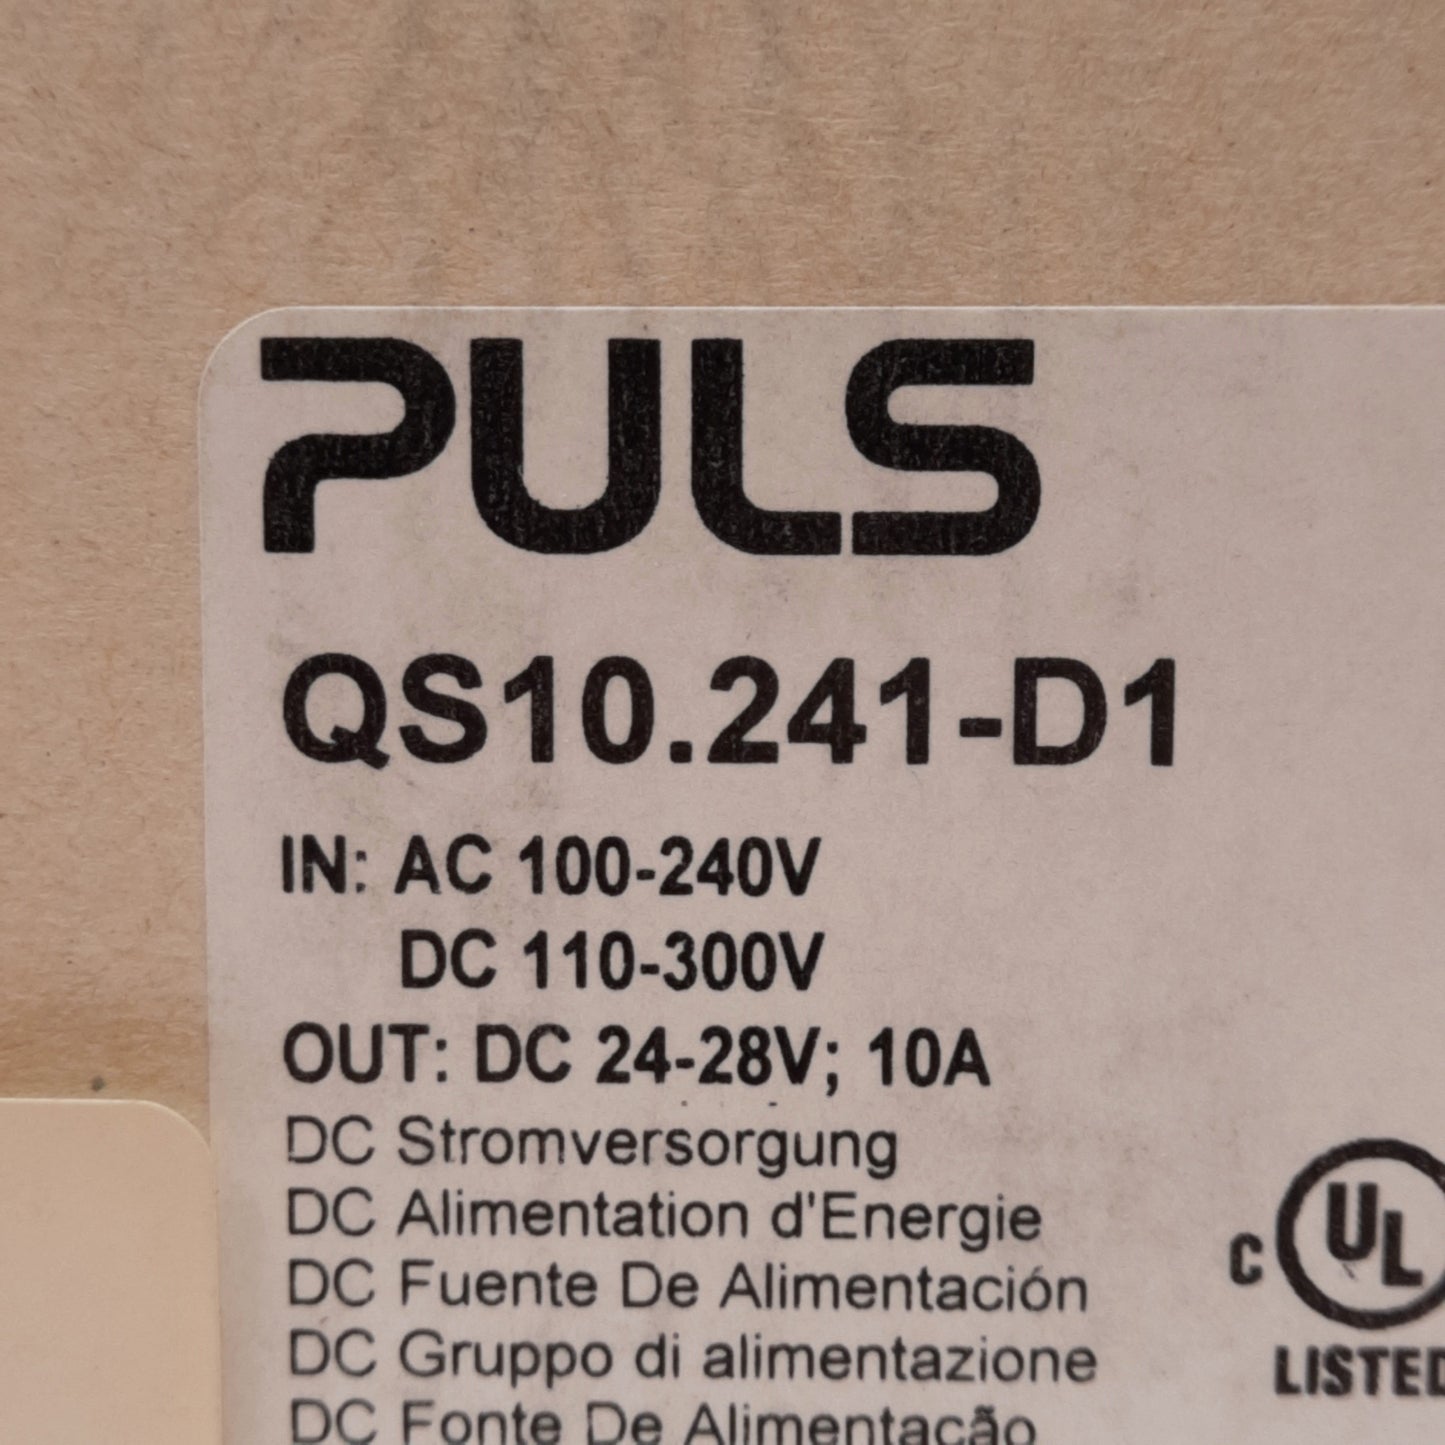 PULS
QS10.241-D1
IN: AC 100-240V
DC 110-300V
OUT: DC 24-28V; 10A
DC Stromversorgung
DC Alimentation d'Energie
DC Fuente De Alimentación
DC Gruppo di alimentazione
DC Fonte De Alimentacão
C UL
LISTED